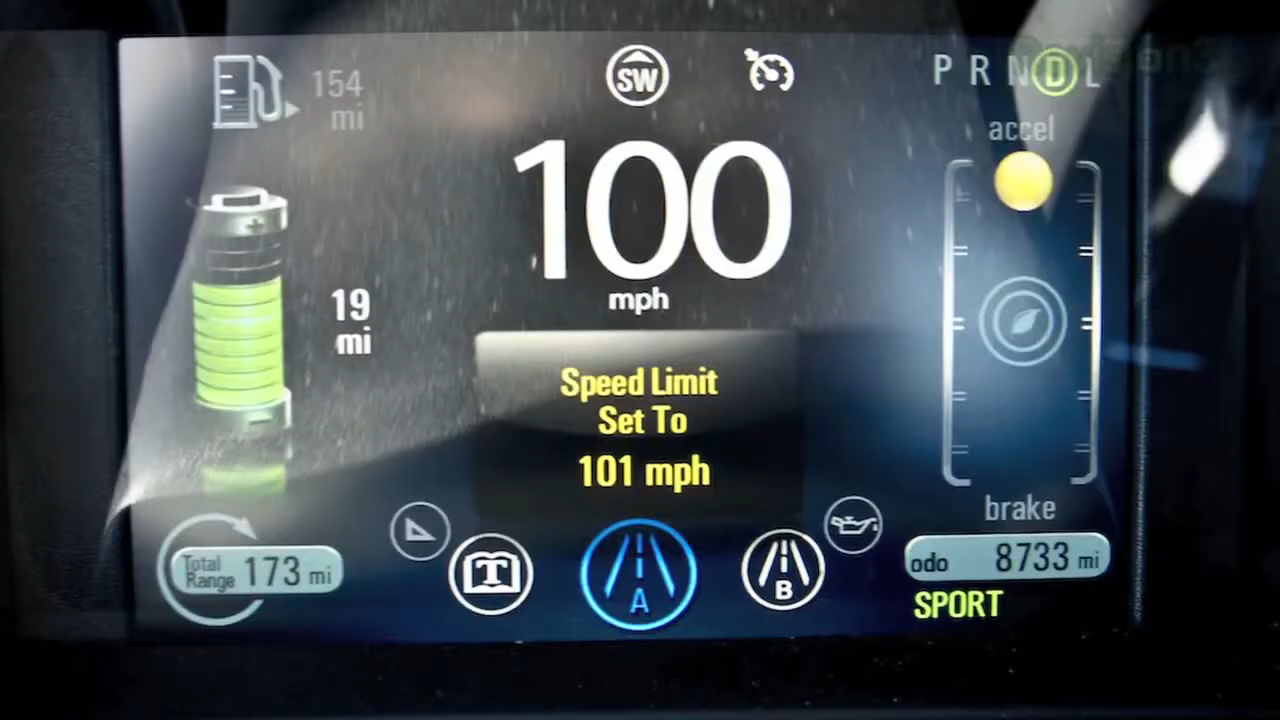 154
mi
SW
P R N D L
accel
100
mph
19
mi
Speed Limit
Set To
101 mph
brake
Total
Range 173 mi
T
A
B
odo 8733 mi
SPORT